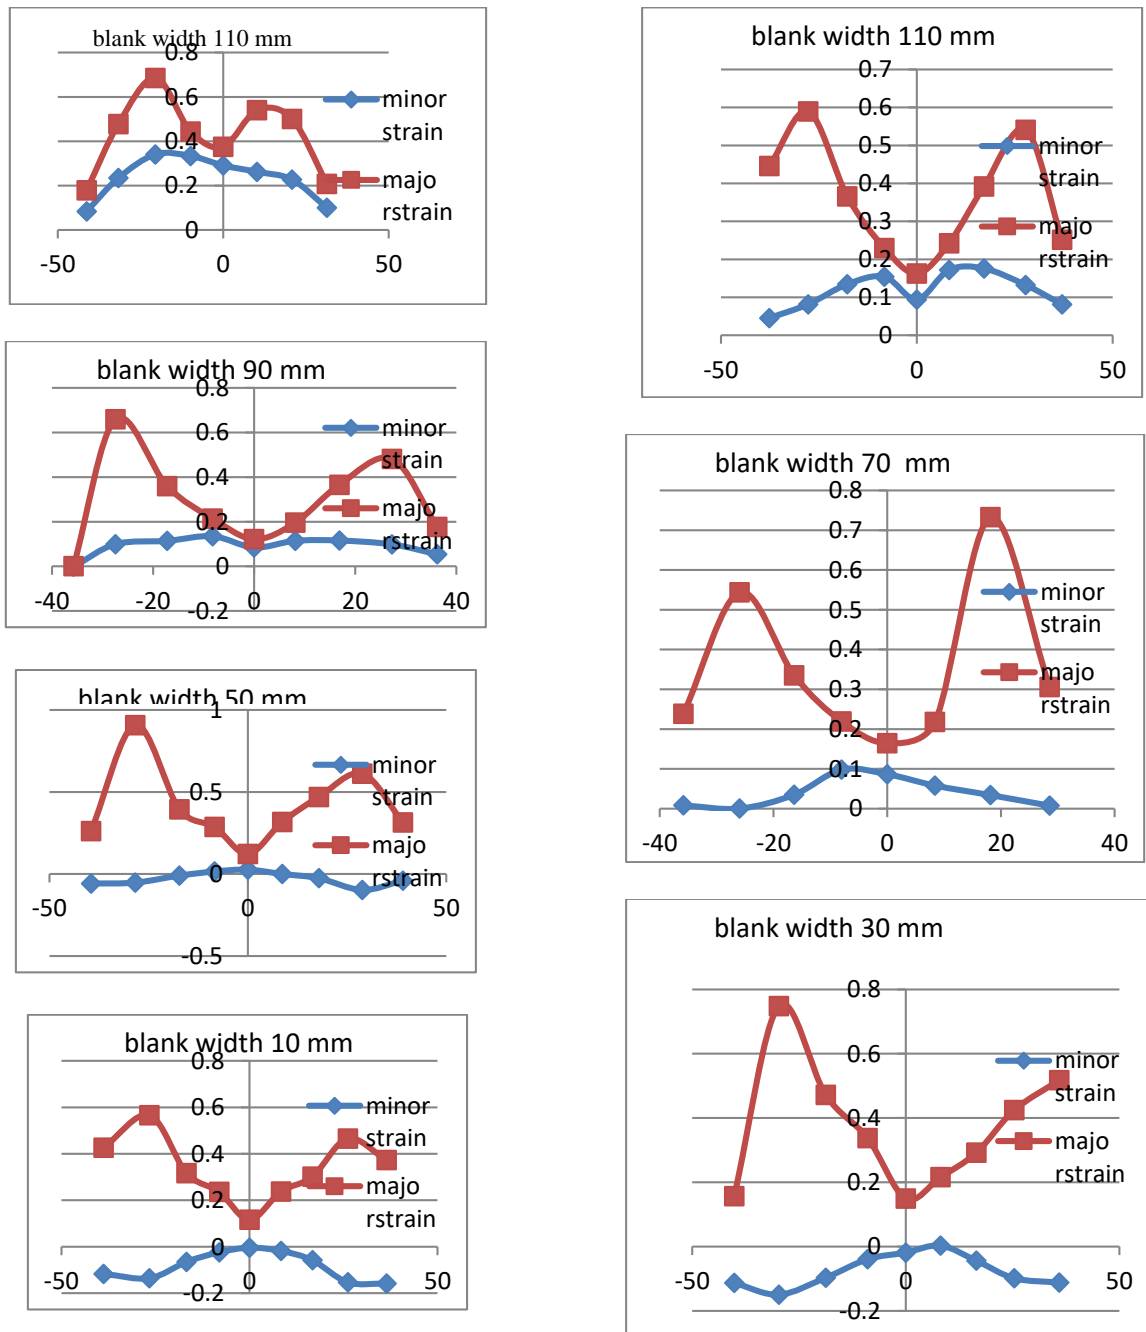 blank width 110 mm
0.8
0.6
0.4
0.2
0
-50
0
50
minor
strain
majo
rstrain
blank width 110 mm
0.7
0.6
0.5
0.4
0.3
0.2
0.1
0
-50
0
50
minor
strain
majo
rstrain
blank width 90 mm
0.8
0.6
0.4
0.2
0
-0.2
-40
-20
0
20
40
minor
strain
majo
rstrain
blank width 70 mm
0.8
0.7
0.6
0.5
0.4
0.3
0.2
0.1
0
-40
-20
0
20
40
minor
strain
majo
rstrain
blank width 50 mm
1
0.5
0
-0.5
-50
0
50
minor
strain
majo
rstrain
blank width 30 mm
0.8
0.6
0.4
0.2
0
-0.2
-50
0
50
minor
strain
majo
rstrain
blank width 10 mm
0.8
0.6
0.4
0.2
0
-0.2
-50
0
50
minor
strain
majo
rstrain